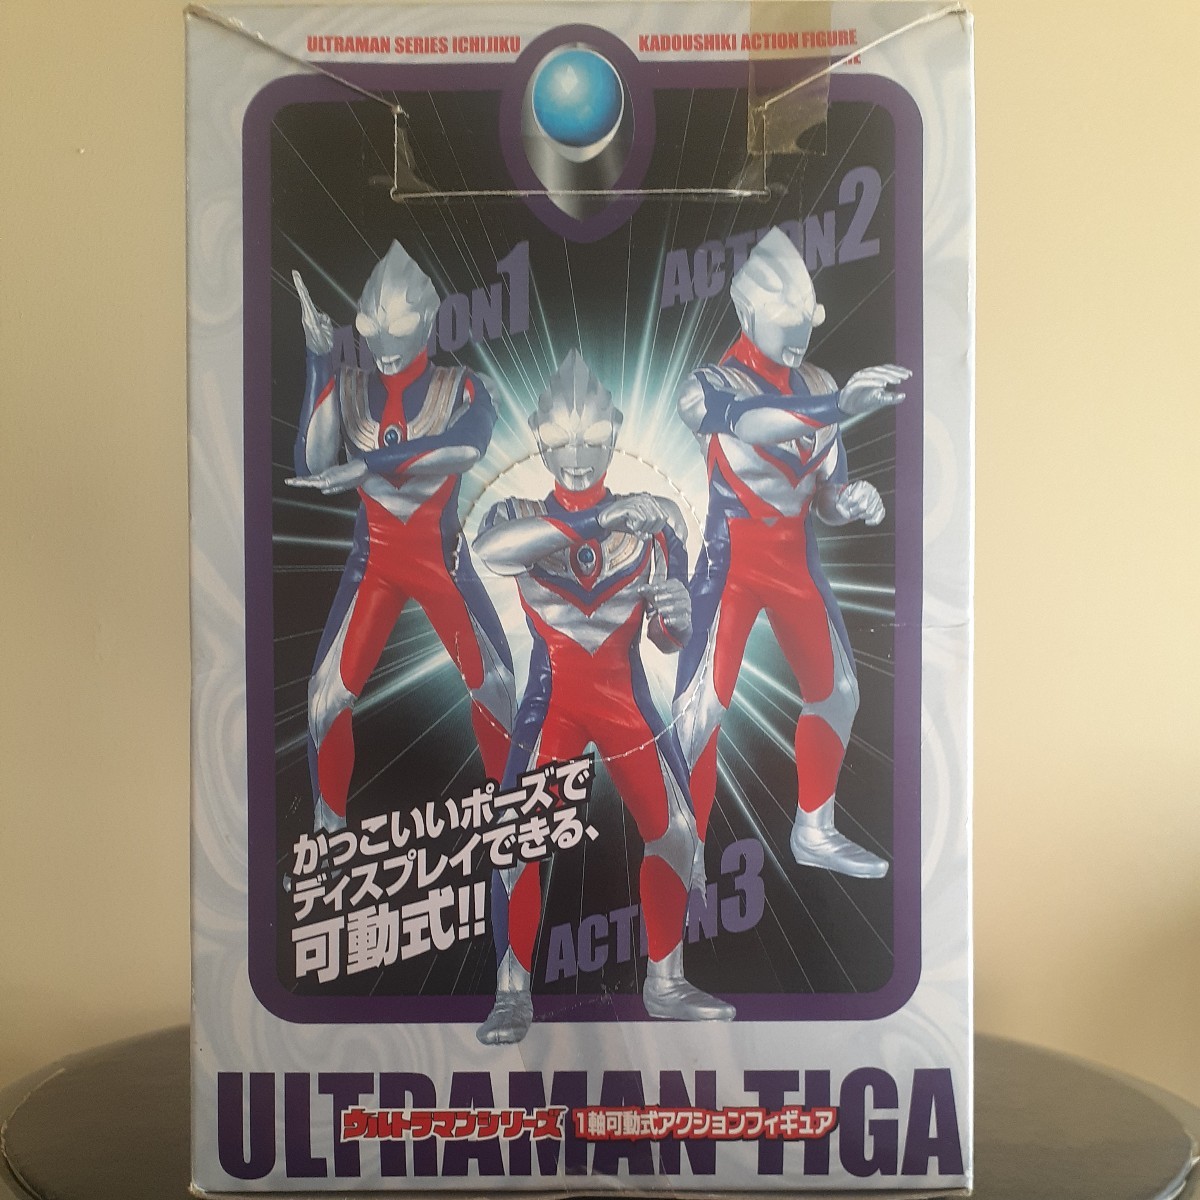 ULTRAMAN SERIES ICHIJIKU KADOUSHIKI ACTION FIGURE
ACTION1
ACTION2
かっこいいポーズで
ディスプレイできる、
可動式!!
ACTION3
ULTRAMAN TIGA
ウルトラマンシリーズ 1軸可動式アクションフィギュア